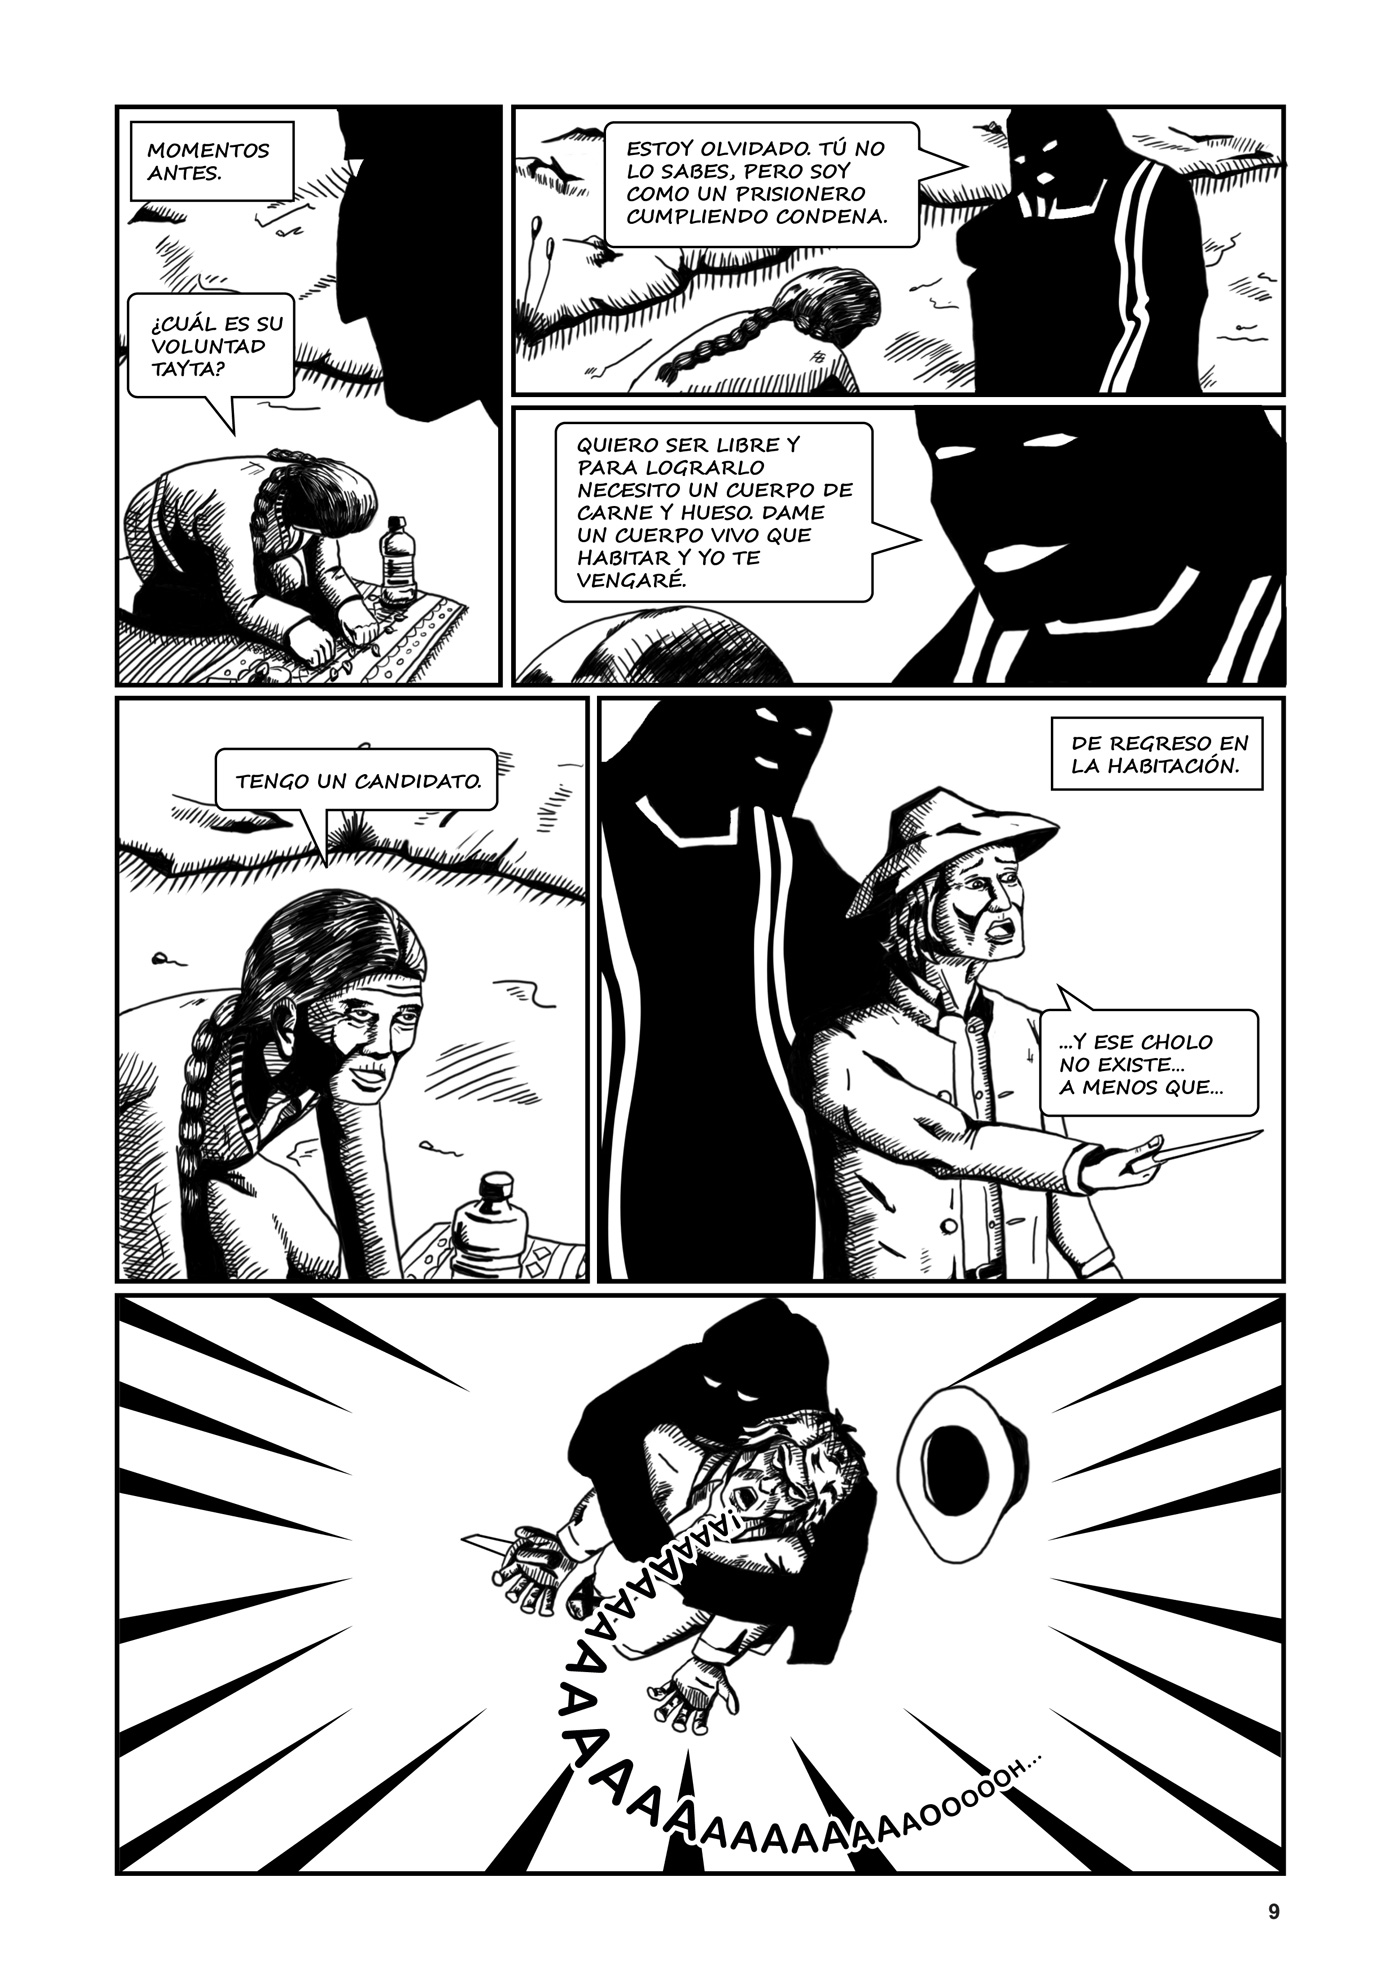 MOMENTOS
ANTES.
¿CUÁL ES SU
VOLUNTAD
TAYTA?
ESTOY OLVIDADO. TÚ NO
LO SABES, PERO SOY
COMO UN PRISIONERO
CUMPLIENDO CONDENA.
QUIERO SER LIBRE Y
PARA LOGRARLO
NECESITO UN CUERPO DE
CARNE Y HUESO. DAME
UN CUERPO VIVO QUE
HABITAR Y YO TE
VENGARÉ.
TENGO UN CANDIDATO.
DE REGRESO EN
LA HABITACIÓN.
...Y ESE CHOLO
NO EXISTE...
A MENOS QUE...
¡AAAAAAAAAAAAAAAAAAAAAAAAOOOOOH...
9